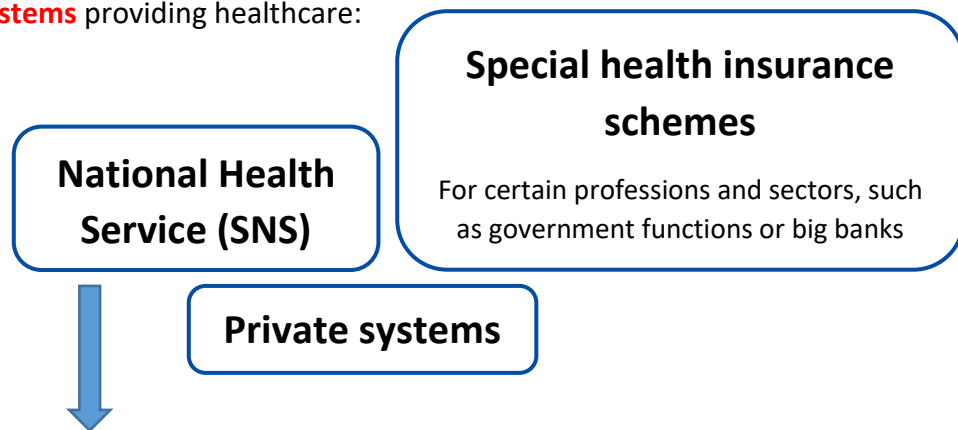 providing healthcare:
Special health insurance
schemes
For certain professions and sectors, such
as government functions or big banks
National Health
Service (SNS)
Private systems